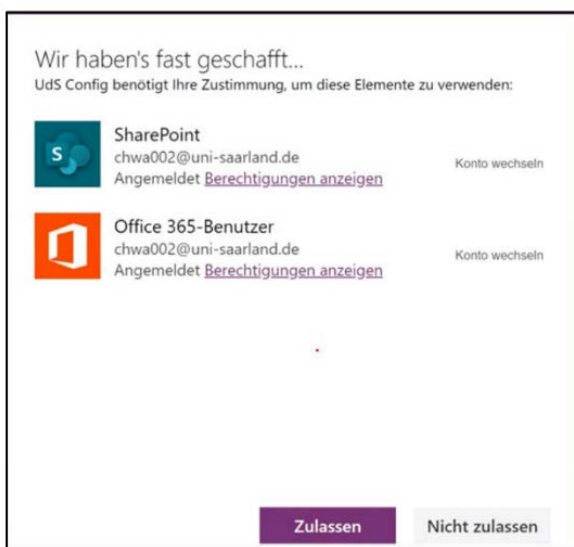 Wir haben's fast geschafft...
UdS Config benötigt Ihre Zustimmung, um diese Elemente zu verwenden:
SharePoint
chwa002@uni-saarland.de
Konto wechseln
Angemeldet Berechtigungen anzeigen
Office 365-Benutzer
chwa002@uni-saarland.de
Konto wechseln
Angemeldet Berechtigungen anzeigen
Zulassen
Nicht zulassen